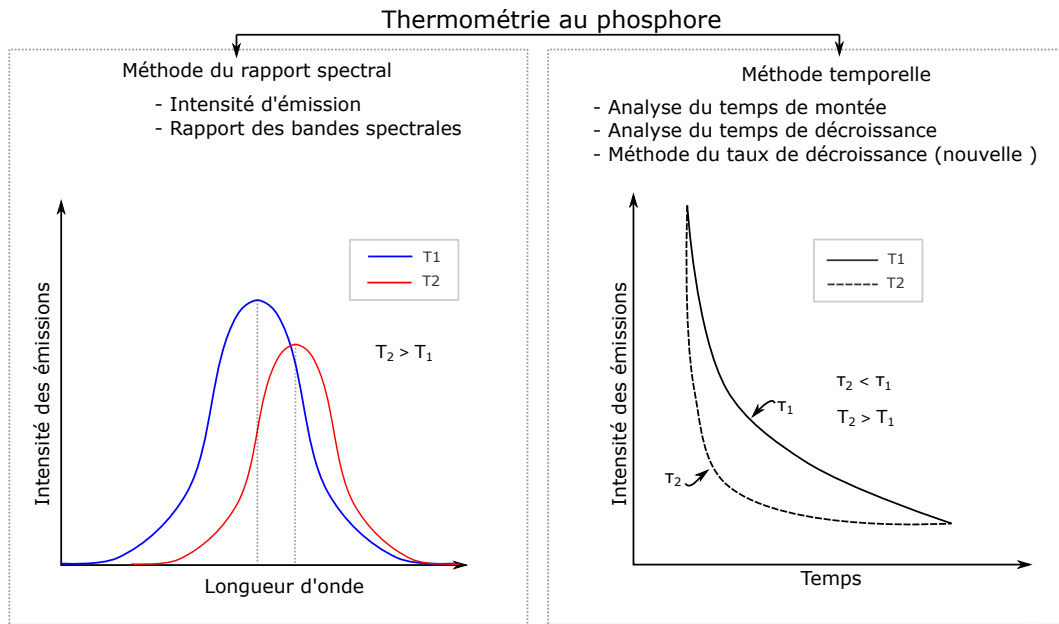 Thermométrie au phosphore
Méthode du rapport spectral
- Intensité d'émission
- Rapport des bandes spectrales
Intensité des émissions
T1
T2
T₂ > T₁
Longueur d'onde
Méthode temporelle
- Analyse du temps de montée
- Analyse du temps de décroissance
- Méthode du taux de décroissance (nouvelle )
Intensité des émissions
T1
T2
τ₂ < τ₁
T₂ > T₁
τ₁
τ₂
Temps